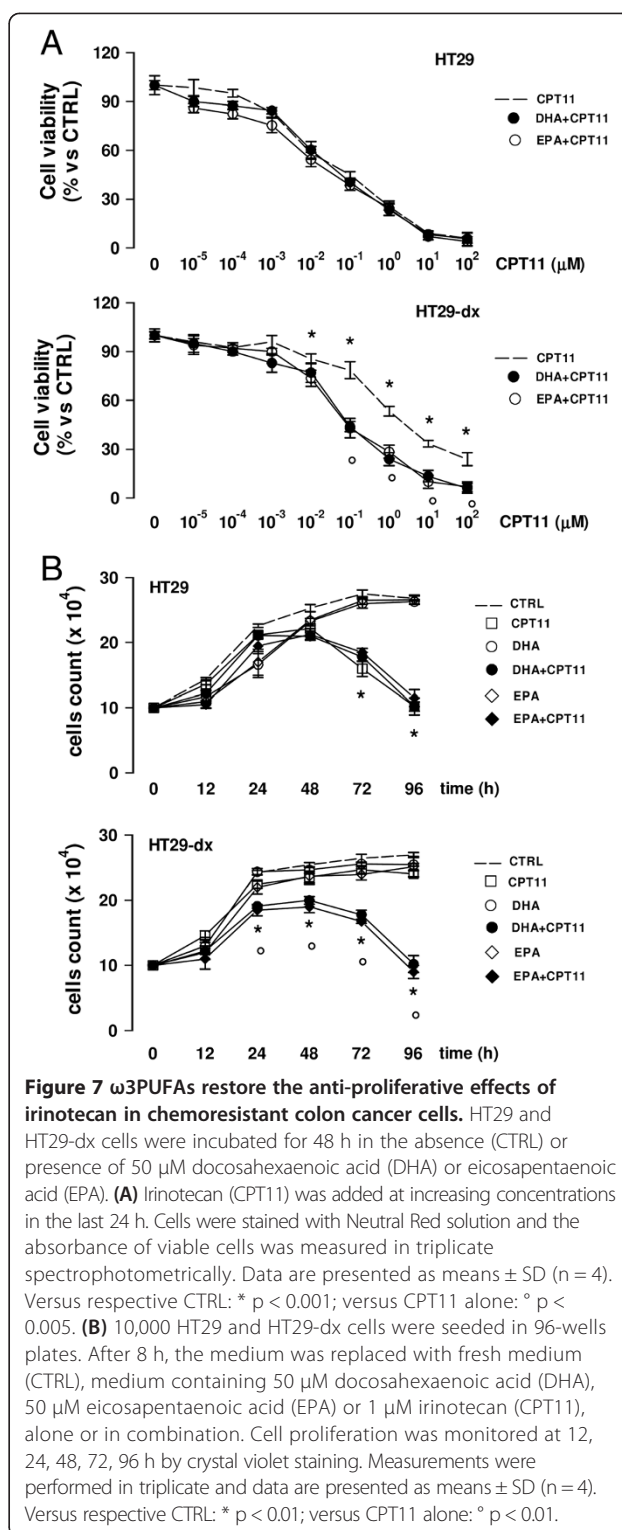 A
HT29
120
90
60
30
0
Cell viability
(% vs CTRL)
CPT11
DHA+CPT11
EPA+CPT11
0 10⁻⁵ 10⁻⁴ 10⁻³ 10⁻² 10⁻¹ 10⁰ 10¹ 10² CPT11 (µM)
HT29-dx
120
90
60
30
0
Cell viability
(% vs CTRL)
* * * * *
° ° ° °
CPT11
DHA+CPT11
EPA+CPT11
0 10⁻⁵ 10⁻⁴ 10⁻³ 10⁻² 10⁻¹ 10⁰ 10¹ 10² CPT11 (µM)
B
HT29
30
20
10
0
cells count (x 10⁴)
* *
CTRL
CPT11
DHA
DHA+CPT11
EPA
EPA+CPT11
0 12 24 48 72 96 time (h)
HT29-dx
30
20
10
0
cells count (x 10⁴)
* * * *
° ° ° °
CTRL
CPT11
DHA
DHA+CPT11
EPA
EPA+CPT11
0 12 24 48 72 96 time (h)
Figure 7 ω3PUFAs restore the anti-proliferative effects of
irinotecan in chemoresistant colon cancer cells. HT29 and
HT29-dx cells were incubated for 48 h in the absence (CTRL) or
presence of 50 µM docosahexaenoic acid (DHA) or eicosapentaenoic
acid (EPA). (A) Irinotecan (CPT11) was added at increasing concentrations
in the last 24 h. Cells were stained with Neutral Red solution and the
absorbance of viable cells was measured in triplicate
spectrophotometrically. Data are presented as means ± SD (n = 4).
Versus respective CTRL: * p < 0.001; versus CPT11 alone: ° p <
0.005. (B) 10,000 HT29 and HT29-dx cells were seeded in 96-wells
plates. After 8 h, the medium was replaced with fresh medium
(CTRL), medium containing 50 µM docosahexaenoic acid (DHA),
50 µM eicosapentaenoic acid (EPA) or 1 µM irinotecan (CPT11),
alone or in combination. Cell proliferation was monitored at 12,
24, 48, 72, 96 h by crystal violet staining. Measurements were
performed in triplicate and data are presented as means ± SD (n = 4).
Versus respective CTRL: * p < 0.01; versus CPT11 alone: ° p < 0.01.